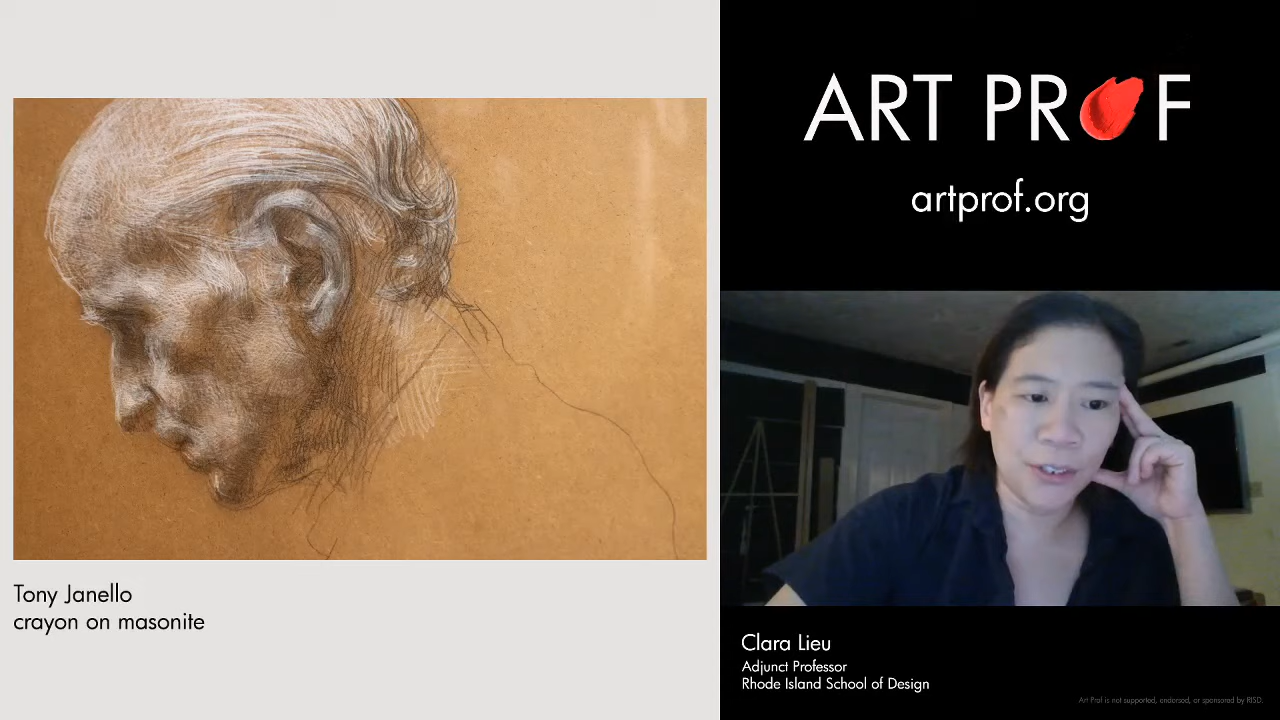 Tony Janello
crayon on masonite
ART PROF
artprof.org
Clara Lieu
Adjunct Professor
Rhode Island School of Design
Art Prof is not supported, endorsed, or sponsored by RISD.